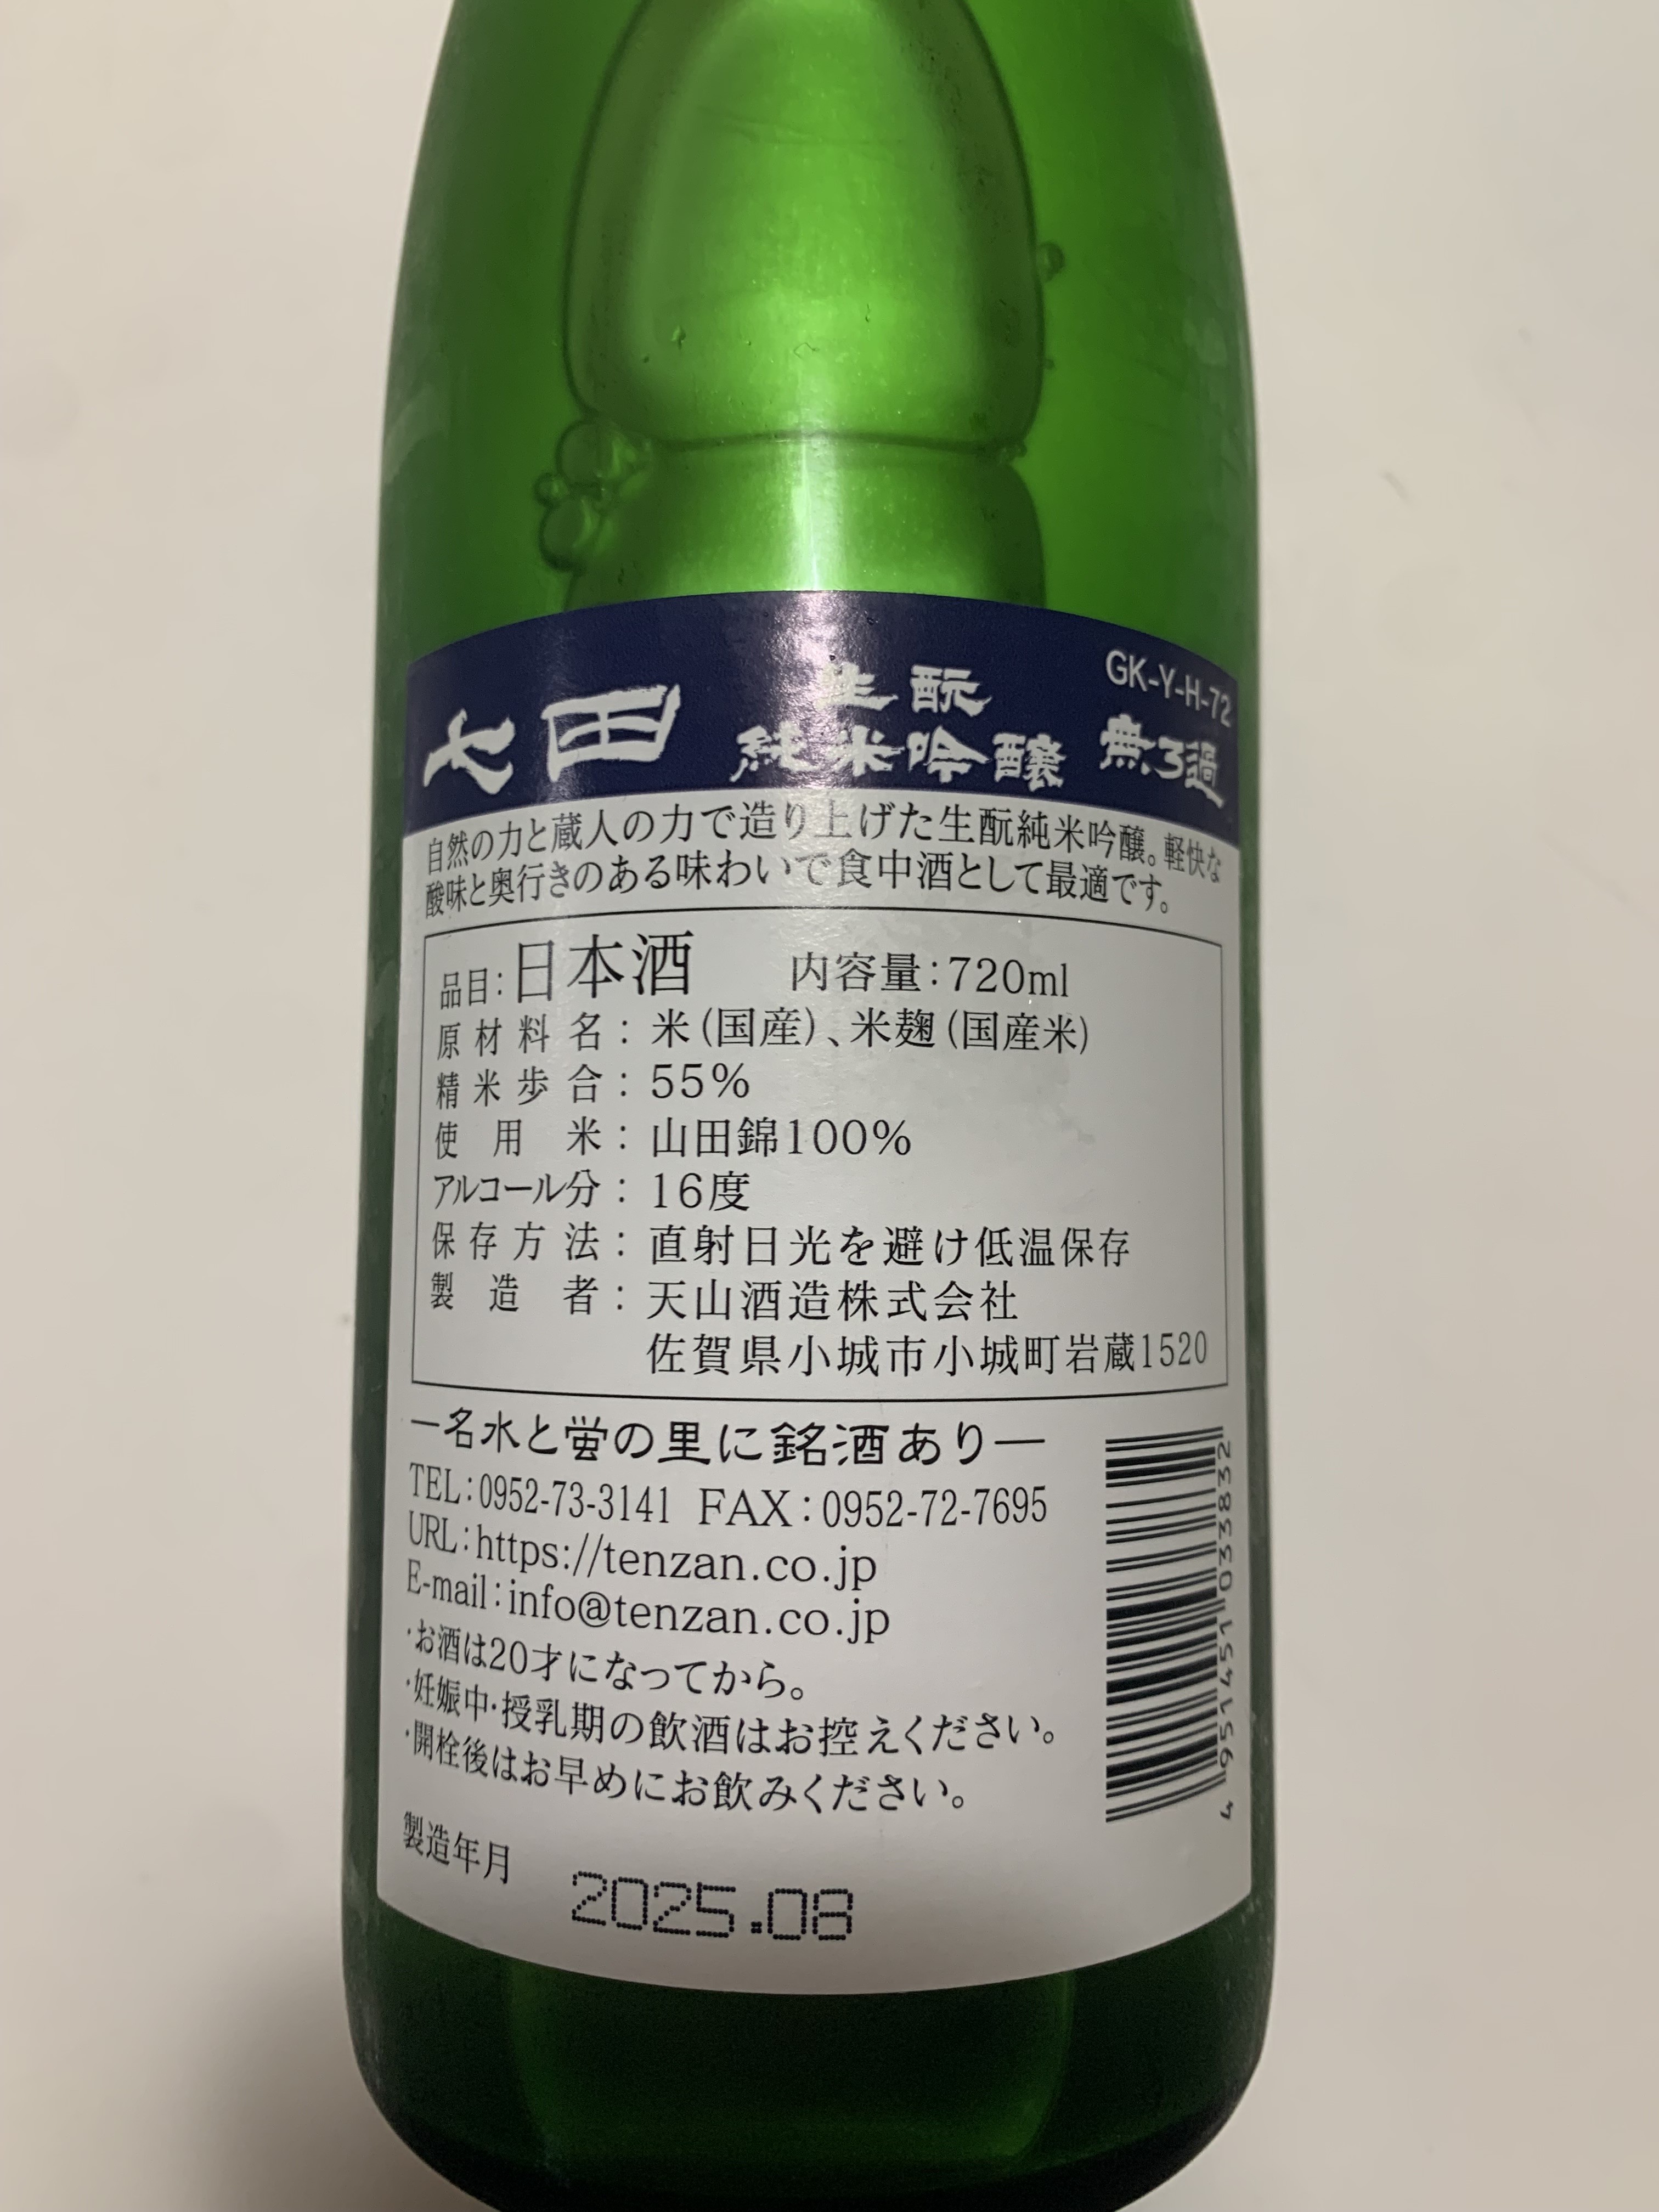 GK-Y-H-72
七田 生酛 純米吟醸 無ろ過
自然の力と蔵人の力で造り上げた生酛純米吟醸。軽快な
酸味と奥行きのある味わいで食中酒として最適です。
品目:日本酒 内容量:720ml
原材料名:米(国産)、米麹(国産米)
精米歩合:55%
使用米:山田錦100%
アルコール分:16度
保存方法:直射日光を避け低温保存
製造者:天山酒造株式会社
佐賀県小城市小城町岩蔵1520
―名水と蛍の里に銘酒あり―
TEL:0952-73-3141 FAX:0952-72-7695
URL:https://tenzan.co.jp
E-mail:info@tenzan.co.jp
・お酒は20才になってから。
・妊娠中・授乳期の飲酒はお控えください。
・開栓後はお早めにお飲みください。
4951451033832
製造年月 2025.08